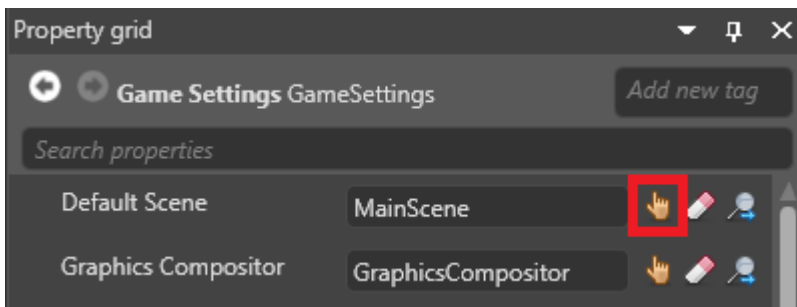 Property grid
Game Settings GameSettings
Add new tag
Search properties
Default Scene
MainScene
Graphics Compositor
GraphicsCompositor